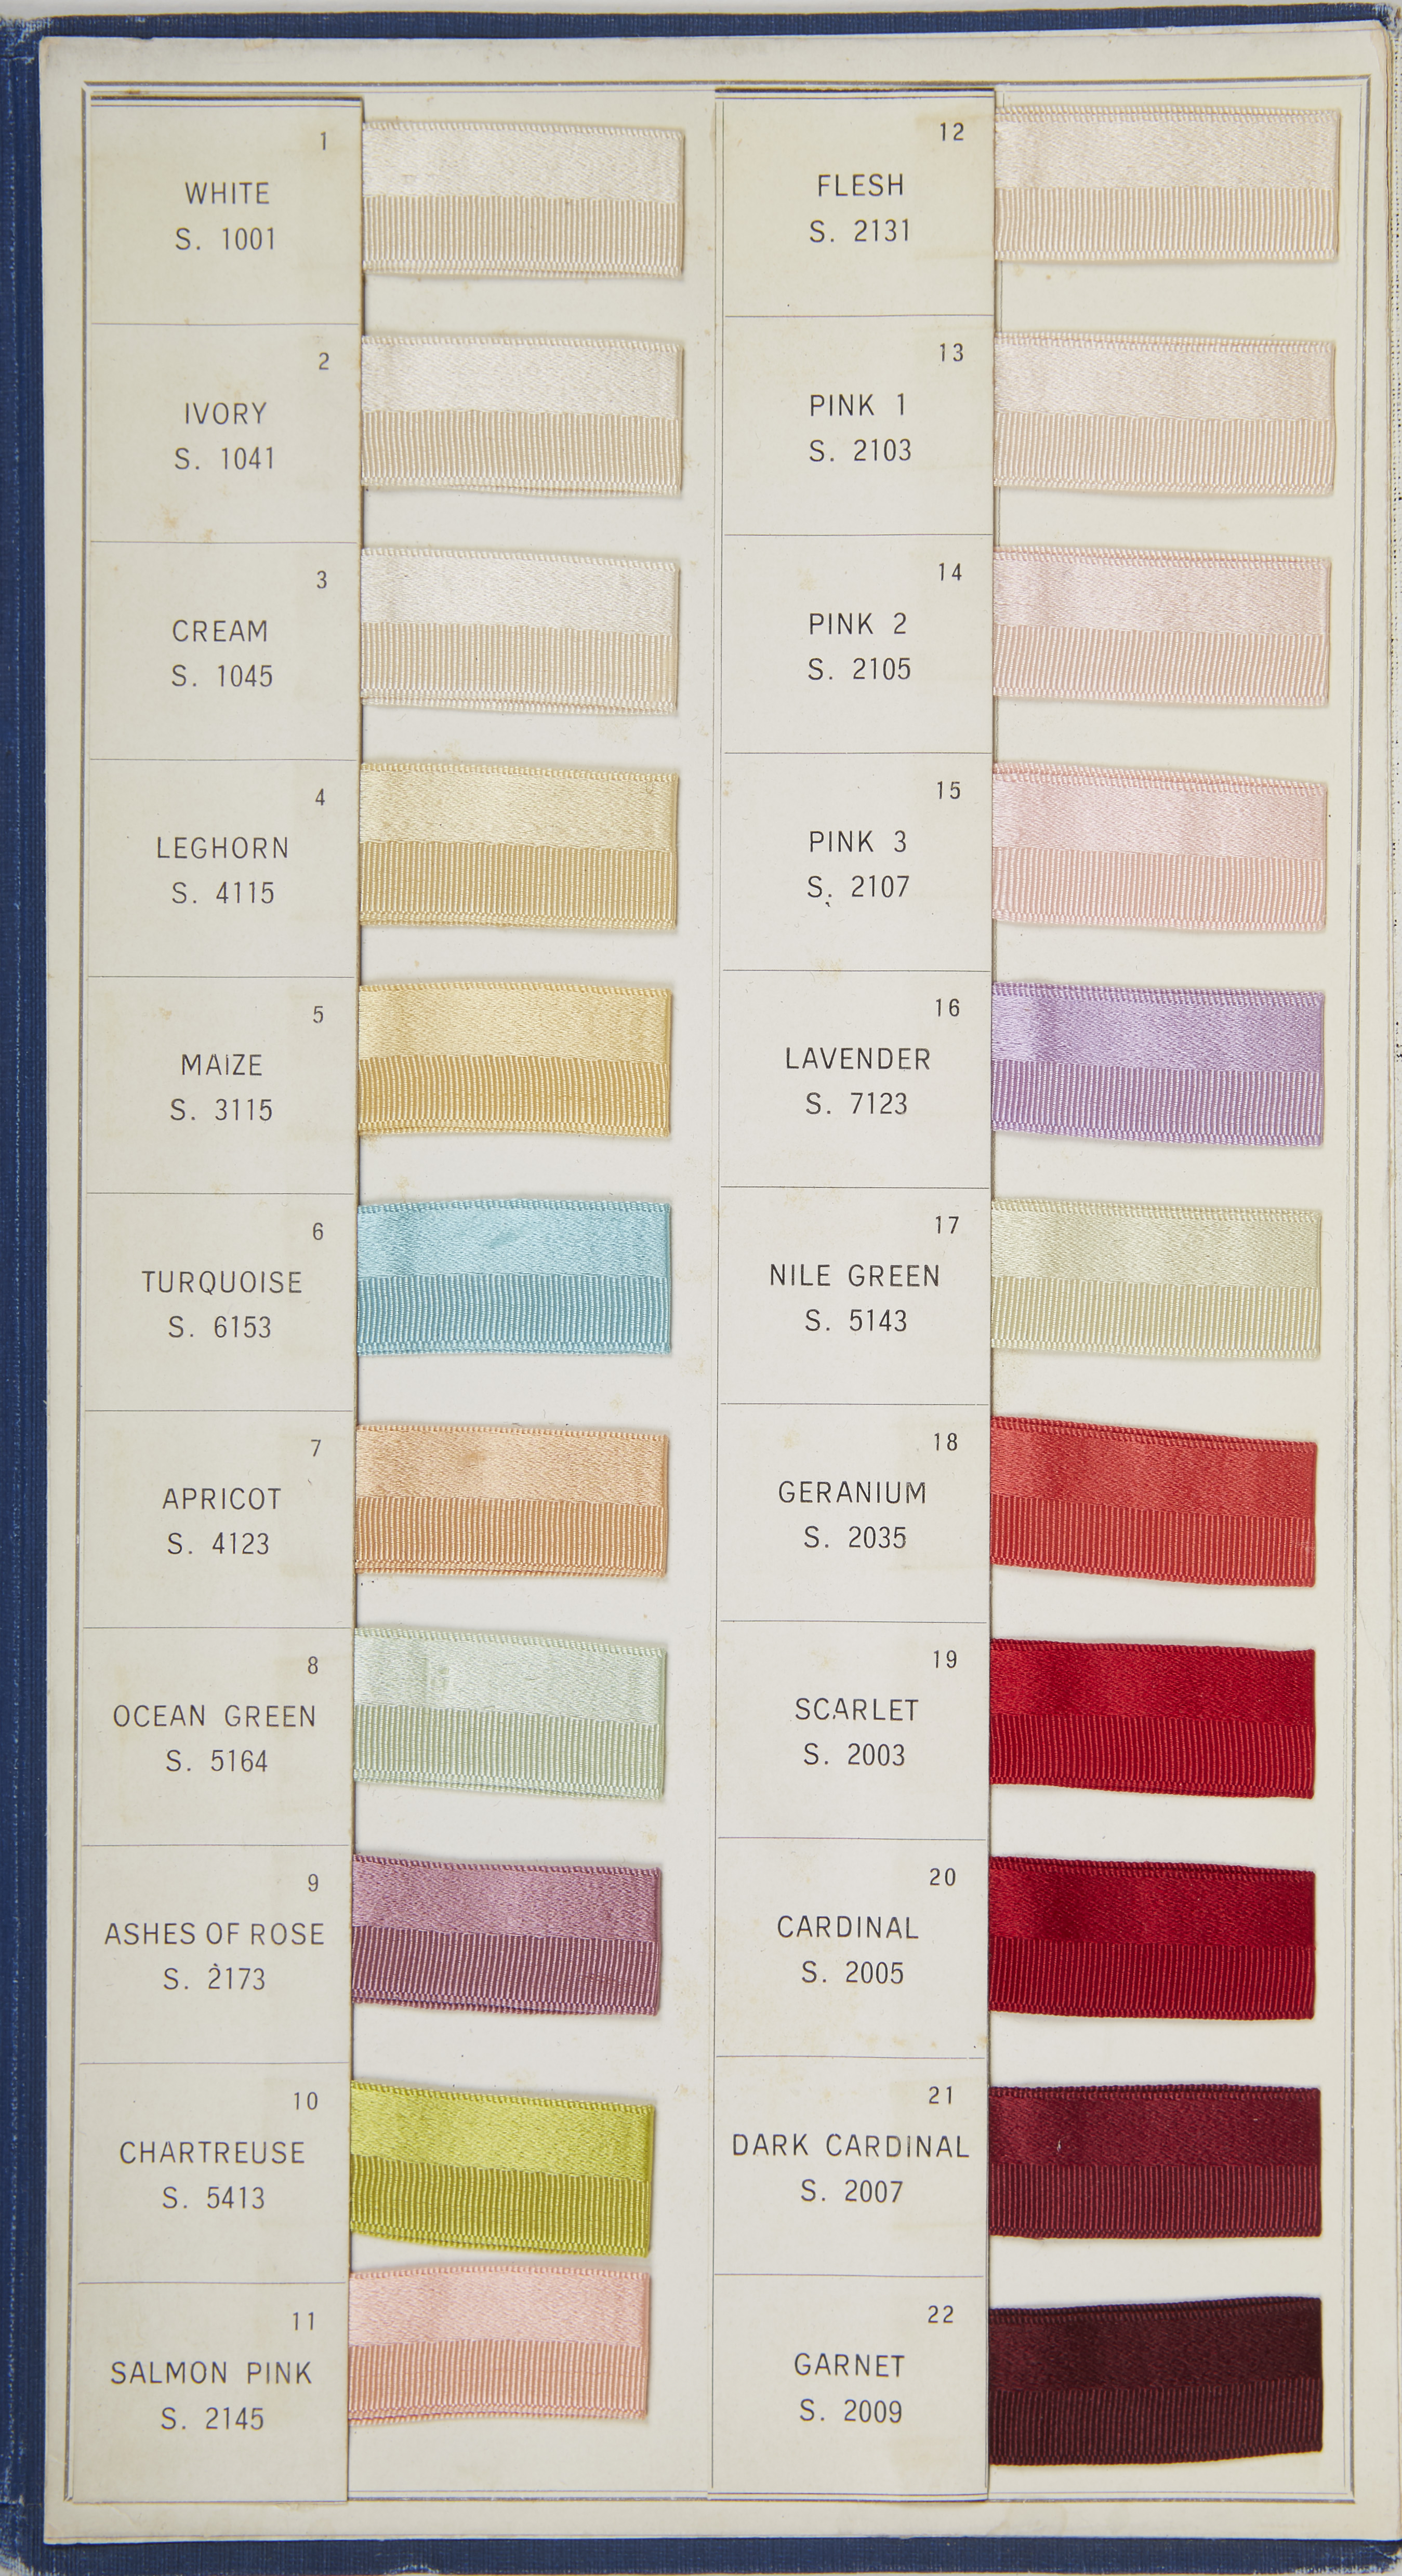 1
WHITE
S. 1001
2
IVORY
S. 1041
3
CREAM
S. 1045
4
LEGHORN
S. 4115
5
MAIZE
S. 3115
6
TURQUOISE
S. 6153
7
APRICOT
S. 4123
8
OCEAN GREEN
S. 5164
9
ASHES OF ROSE
S. 2173
10
CHARTREUSE
S. 5413
11
SALMON PINK
S. 2145
12
FLESH
S. 2131
13
PINK 1
S. 2103
14
PINK 2
S. 2105
15
PINK 3
S. 2107
16
LAVENDER
S. 7123
17
NILE GREEN
S. 5143
18
GERANIUM
S. 2035
19
SCARLET
S. 2003
20
CARDINAL
S. 2005
21
DARK CARDINAL
S. 2007
22
GARNET
S. 2009